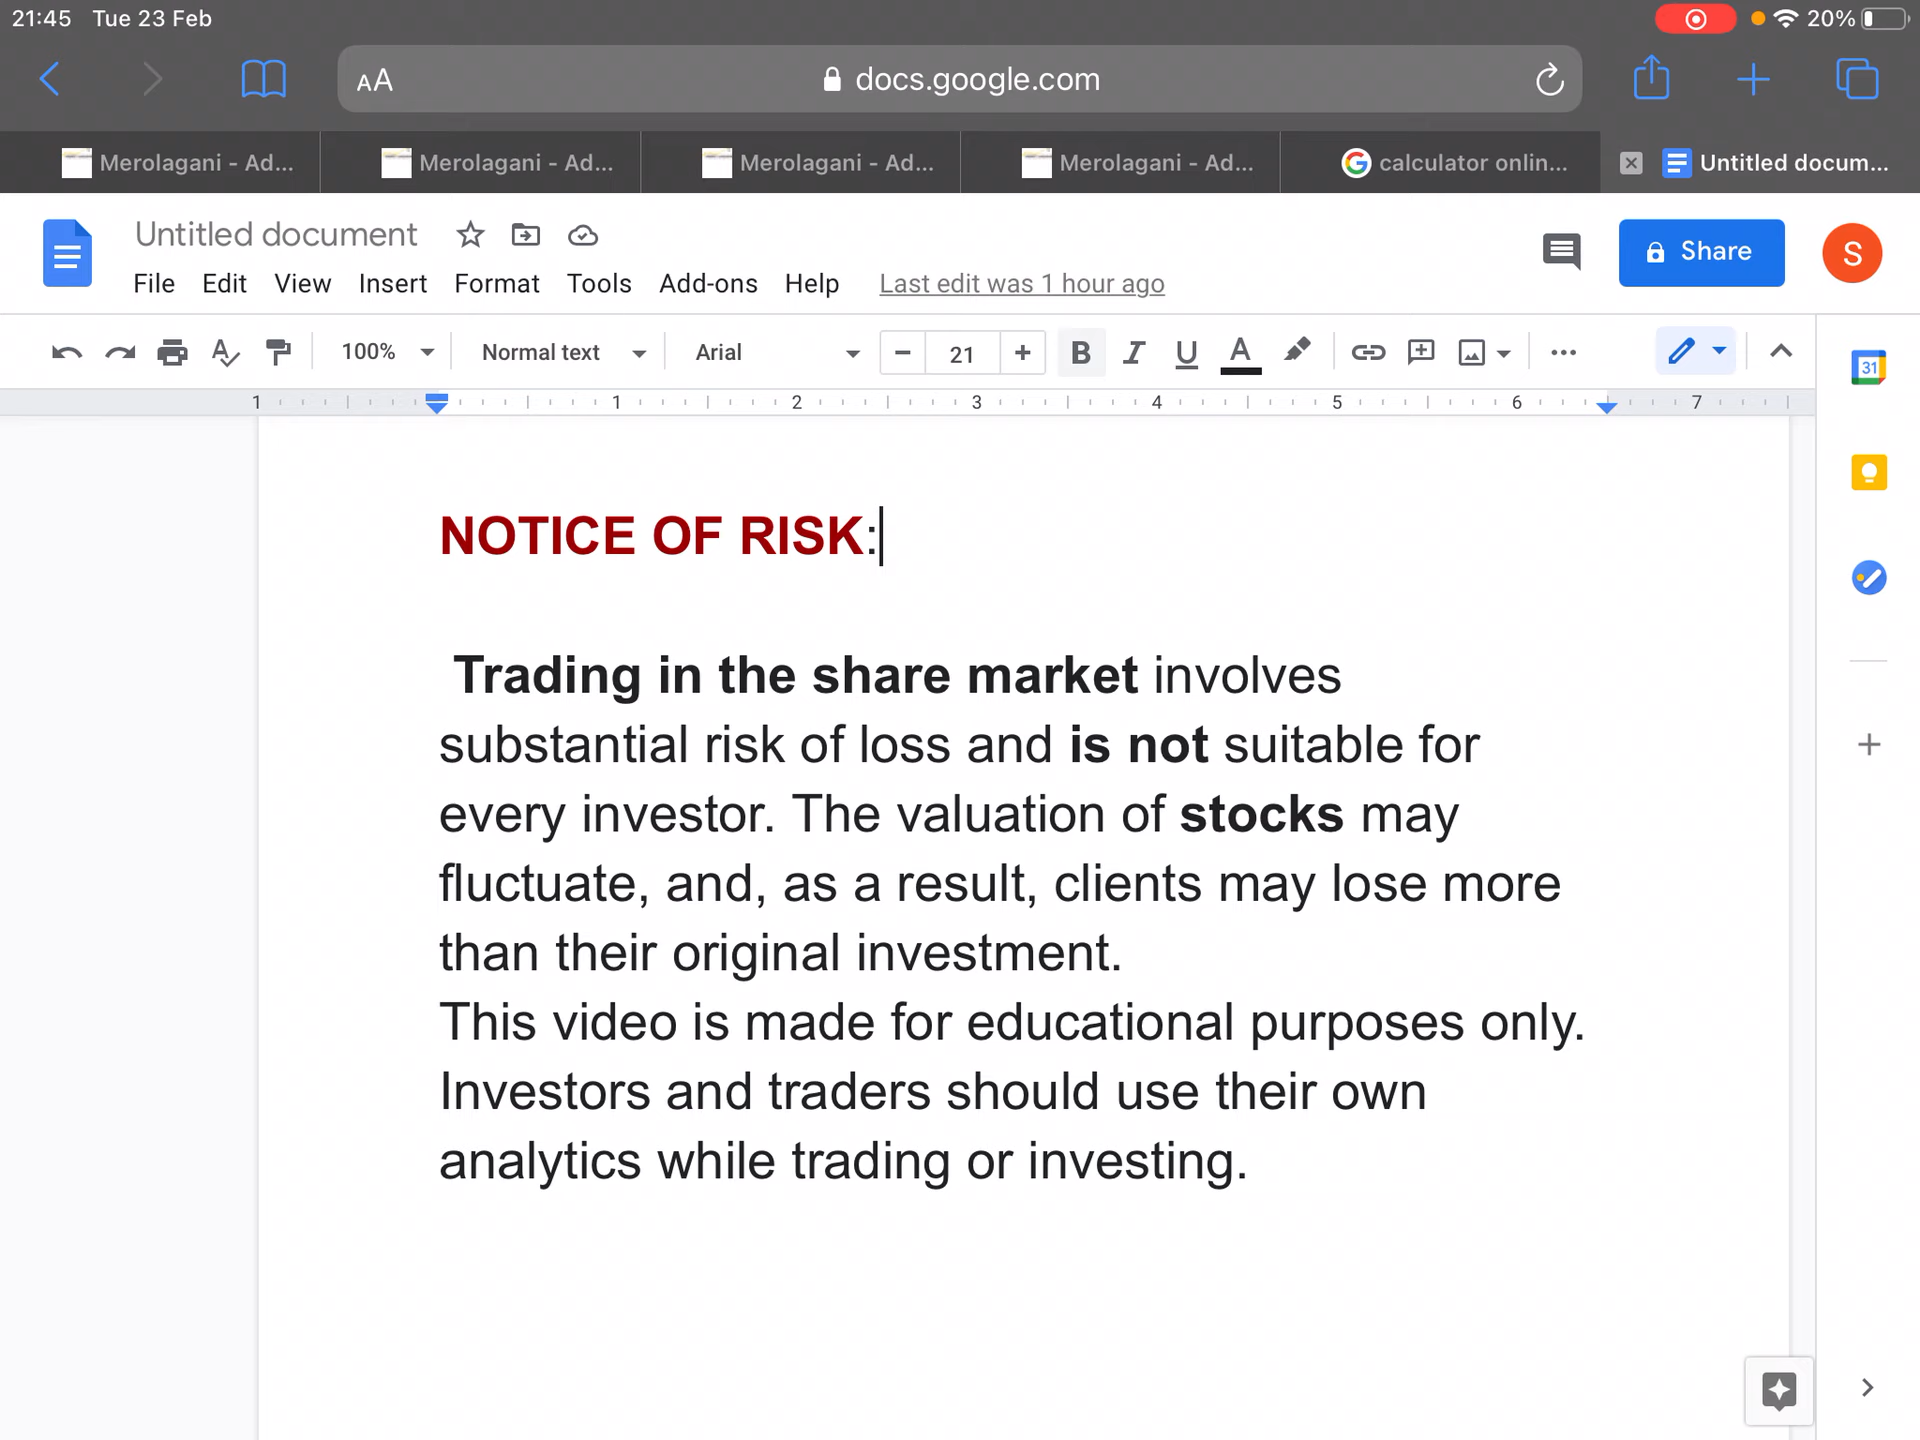 21:45 Tue 23 Feb 20%
AA docs.google.com
Merolagani - Ad... Merolagani - Ad... Merolagani - Ad... Merolagani - Ad... calculator onlin... Untitled docum...
Untitled document
Share
S
File Edit View Insert Format Tools Add-ons Help Last edit was 1 hour ago
100% Normal text Arial 21 B I U A
31
1 1 2 3 4 5 6 7
NOTICE OF RISK:
Trading in the share market involves
substantial risk of loss and is not suitable for
every investor. The valuation of stocks may
fluctuate, and, as a result, clients may lose more
than their original investment.
This video is made for educational purposes only.
Investors and traders should use their own
analytics while trading or investing.